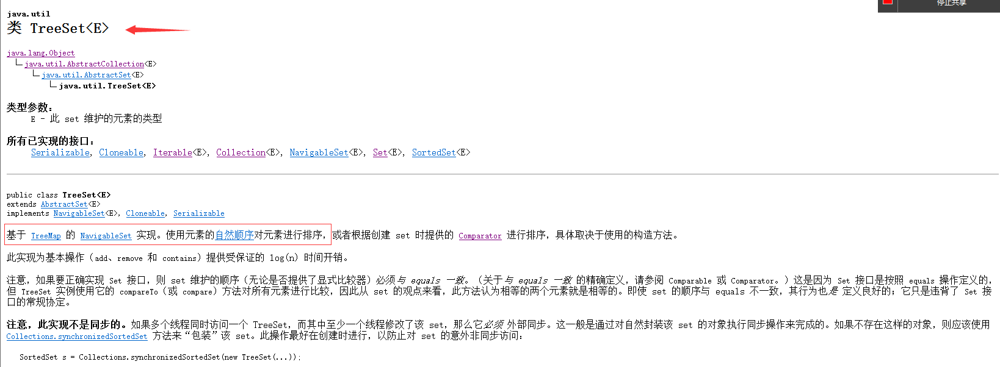 停止共享
java.util
类 TreeSet<E>
java.lang.Object
java.util.AbstractCollection<E>
java.util.AbstractSet<E>
java.util.TreeSet<E>
类型参数：
E - 此 set 维护的元素的类型
所有已实现的接口：
Serializable, Cloneable, Iterable<E>, Collection<E>, NavigableSet<E>, Set<E>, SortedSet<E>
public class TreeSet<E>
extends AbstractSet<E>
implements NavigableSet<E>, Cloneable, Serializable
基于 TreeMap 的 NavigableSet 实现。使用元素的自然顺序对元素进行排序，或者根据创建 set 时提供的 Comparator 进行排序，具体取决于使用的构造方法。
此实现为基本操作（add、remove 和 contains）提供受保证的 log(n) 时间开销。
注意，如果要正确实现 Set 接口，则 set 维护的顺序（无论是否提供了显式比较器）必须与 equals 一致。（关于与 equals 一致 的精确定义，请参阅 Comparable 或 Comparator。）这是因为 Set 接口是按照 equals 操作定义的，
但 TreeSet 实例使用它的 compareTo（或 compare）方法对所有元素进行比较，因此从 set 的观点来看，此方法认为相等的两个元素就是相等的。即使 set 的顺序与 equals 不一致，其行为也是 定义良好的；它只是违背了 Set 接
口的常规协定。
注意，此实现不是同步的。如果多个线程同时访问一个 TreeSet，而其中至少一个线程修改了该 set，那么它必须 外部同步。这一般是通过对自然封装该 set 的对象执行同步操作来完成的。如果不存在这样的对象，则应该使用
Collections.synchronizedSortedSet 方法来“包装”该 set。此操作最好在创建时进行，以防止对 set 的意外非同步访问：
SortedSet s = Collections.synchronizedSortedSet(new TreeSet(...));